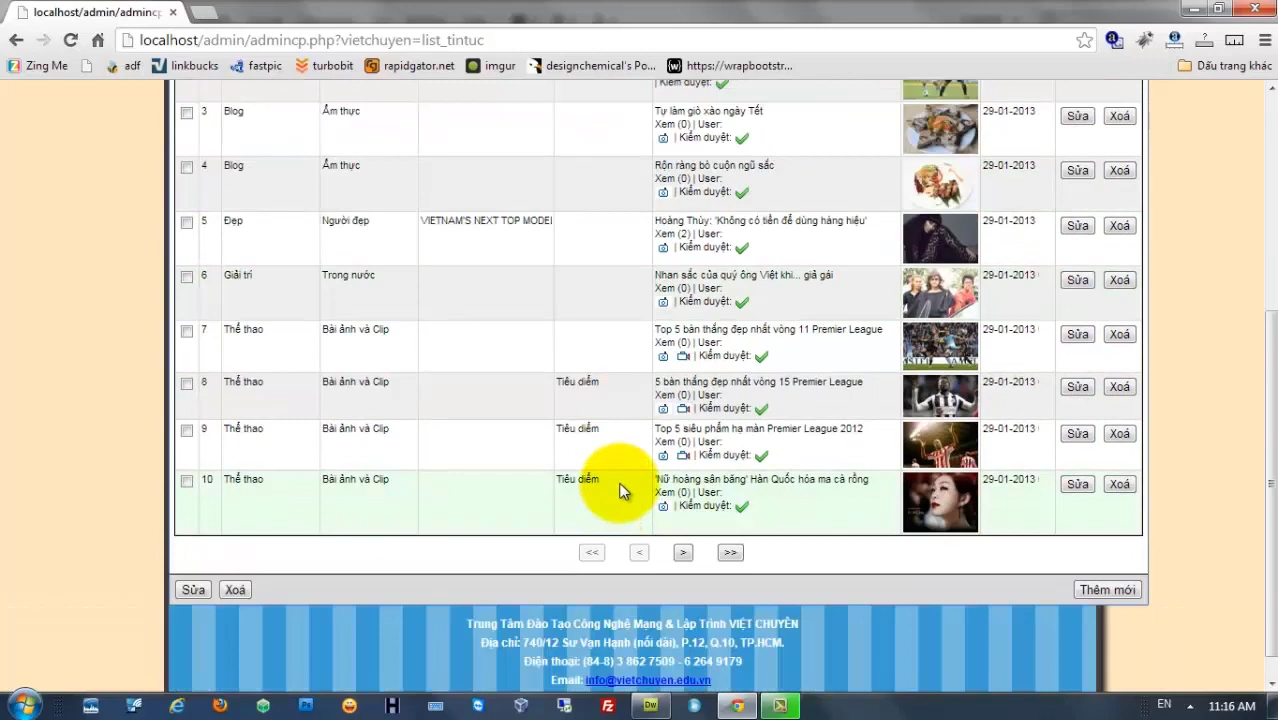 localhost/admin/admincp
localhost/admin/admincp.php?vietchuyen=list_tintuc
Zing Me adf linkbucks fastpic turbobit rapidgator.net imgur designchemical's Po... https://wrapbootstr... Dấu trang khác
| Kiểm duyệt:
3 Blog Ẩm thực Tự làm giò xào ngày Tết 29-01-2013 Sửa Xoá
Xem (0) | User:
| Kiểm duyệt:
4 Blog Ẩm thực Rộn ràng bò cuộn ngũ sắc 29-01-2013 Sửa Xoá
Xem (0) | User:
| Kiểm duyệt:
5 Đẹp Người đẹp VIETNAM'S NEXT TOP MODEL Hoàng Thùy: 'Không có tiền để dùng hàng hiệu' 29-01-2013 Sửa Xoá
Xem (2) | User:
| Kiểm duyệt:
6 Giải trí Trong nước Nhan sắc của quý ông Việt khi... giả gái 29-01-2013 Sửa Xoá
Xem (0) | User:
| Kiểm duyệt:
7 Thể thao Bài ảnh và Clip Top 5 bàn thắng đẹp nhất vòng 11 Premier League 29-01-2013 Sửa Xoá
Xem (0) | User:
| Kiểm duyệt:
8 Thể thao Bài ảnh và Clip Tiêu điểm 5 bàn thắng đẹp nhất vòng 15 Premier League 29-01-2013 Sửa Xoá
Xem (0) | User:
| Kiểm duyệt:
9 Thể thao Bài ảnh và Clip Tiêu điểm Top 5 siêu phẩm hạ màn Premier League 2012 29-01-2013 Sửa Xoá
Xem (0) | User:
| Kiểm duyệt:
10 Thể thao Bài ảnh và Clip Tiêu điểm 'Nữ hoàng sân băng' Hàn Quốc hóa ma cà rồng 29-01-2013 Sửa Xoá
Xem (0) | User:
| Kiểm duyệt:
<< < > >>
Sửa Xoá Thêm mới
Trung Tâm Đào Tạo Công Nghệ Mạng & Lập Trình VIỆT CHUYÊN
Địa chỉ: 740/12 Sư Vạn Hạnh (nối dài), P.12, Q.10, TP.HCM.
Điện thoại: (84-8) 3 862 7509 - 6 264 9179
Email: info@vietchuyen.edu.vn
EN 11:16 AM